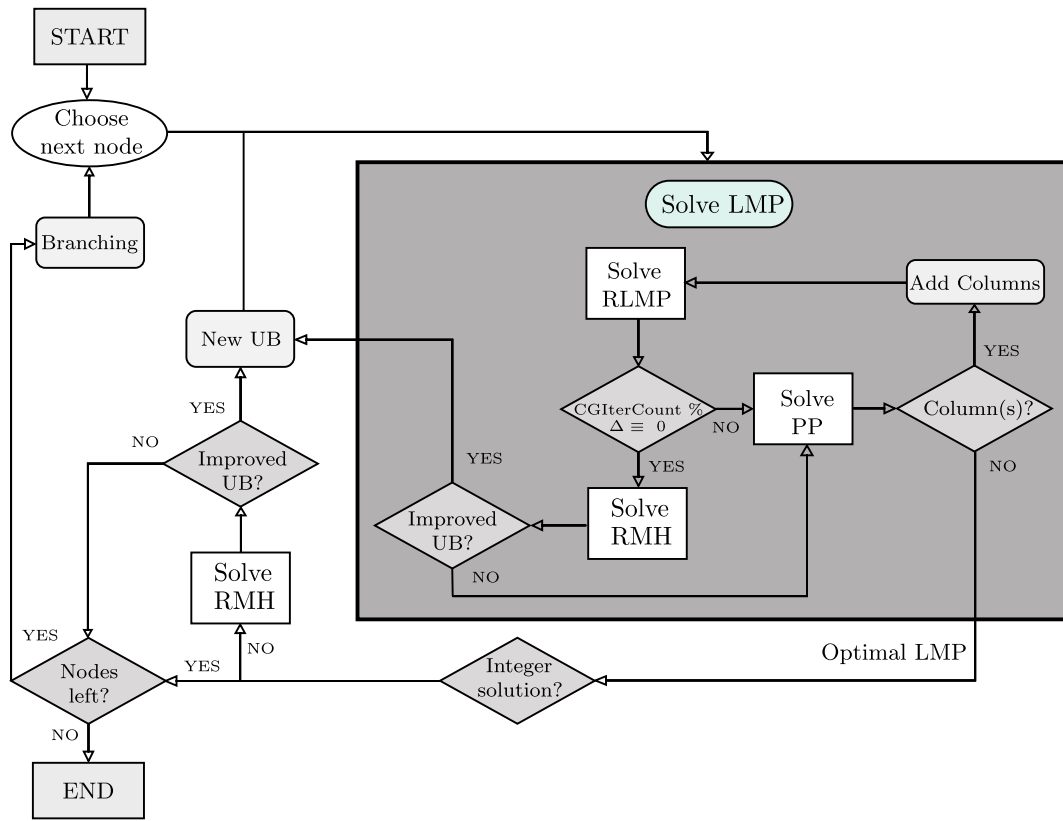 START
Choose
next node
Branching
Solve LMP
Solve
RLMP
Add Columns
New UB
YES
CGIterCount %
Δ ≡ 0
NO
Solve
PP
Column(s)?
YES
NO
Improved
UB?
YES
YES
Solve
RMH
NO
Improved
UB?
NO
Solve
RMH
NO
YES
YES
Nodes
left?
Integer
solution?
Optimal LMP
NO
END